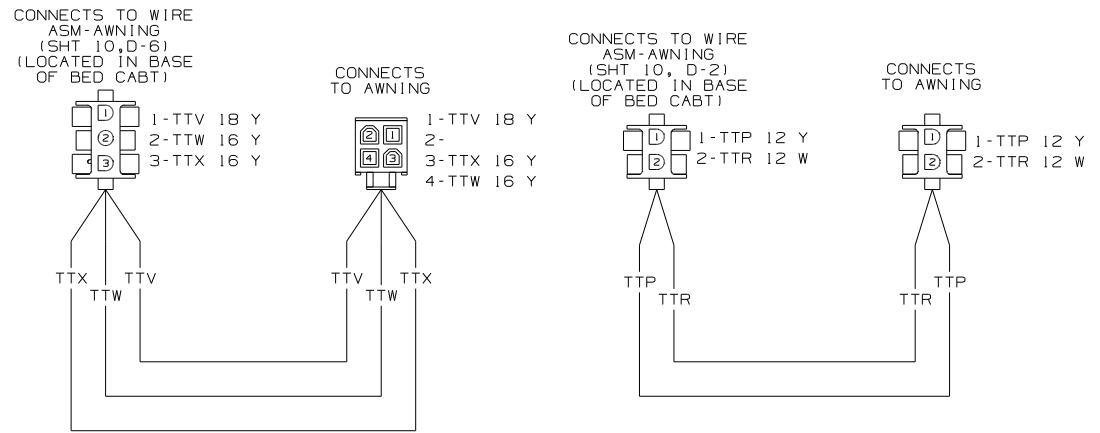 CONNECTS TO WIRE
ASM-AWNING
(SHT 10,D-6)
(LOCATED IN BASE
OF BED CABT)
1
2
3
1-TTV 18 Y
2-TTW 16 Y
3-TTX 16 Y
CONNECTS
TO AWNING
2 1
4 3
1-TTV 18 Y
2-
3-TTX 16 Y
4-TTW 16 Y
TTX
TTW
TTV
TTV
TTW
TTX
CONNECTS TO WIRE
ASM-AWNING
(SHT 10, D-2)
(LOCATED IN BASE
OF BED CABT)
1
2
1-TTP 12 Y
2-TTR 12 W
CONNECTS
TO AWNING
1
2
1-TTP 12 Y
2-TTR 12 W
TTP
TTR
TTR
TTP